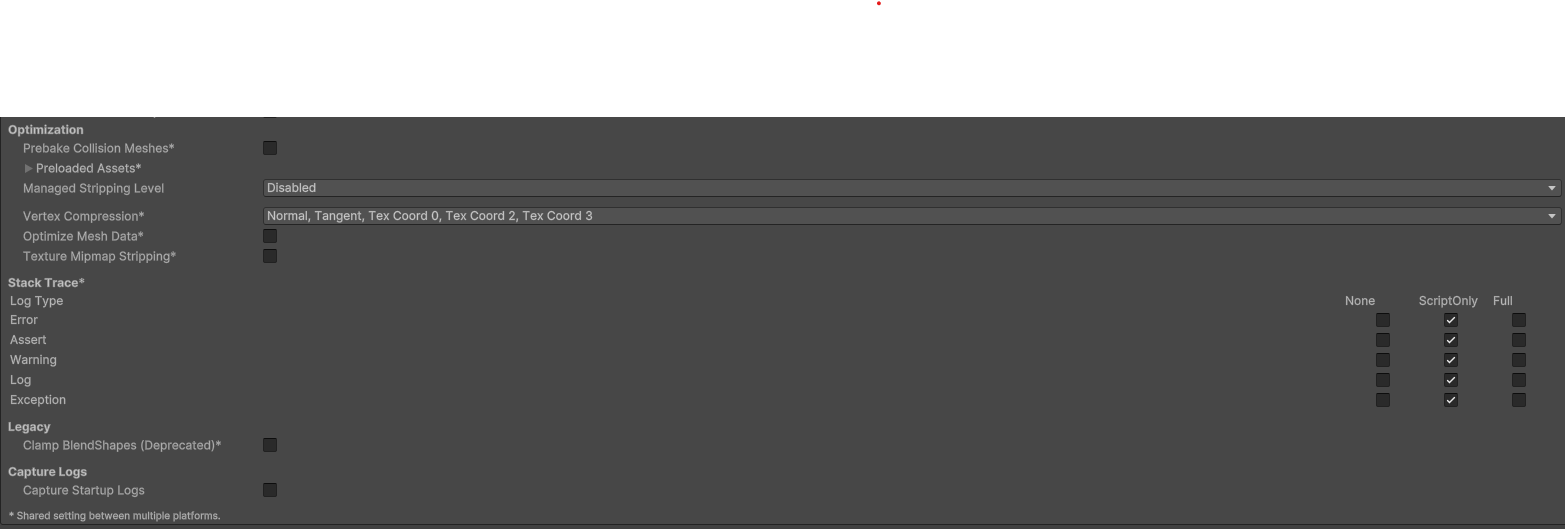 Optimization
Prebake Collision Meshes*
Preloaded Assets*
Managed Stripping Level Disabled
Vertex Compression* Normal, Tangent, Tex Coord 0, Tex Coord 2, Tex Coord 3
Optimize Mesh Data*
Texture Mipmap Stripping*
Stack Trace*
Log Type None ScriptOnly Full
Error
Assert
Warning
Log
Exception
Legacy
Clamp BlendShapes (Deprecated)*
Capture Logs
Capture Startup Logs
* Shared setting between multiple platforms.